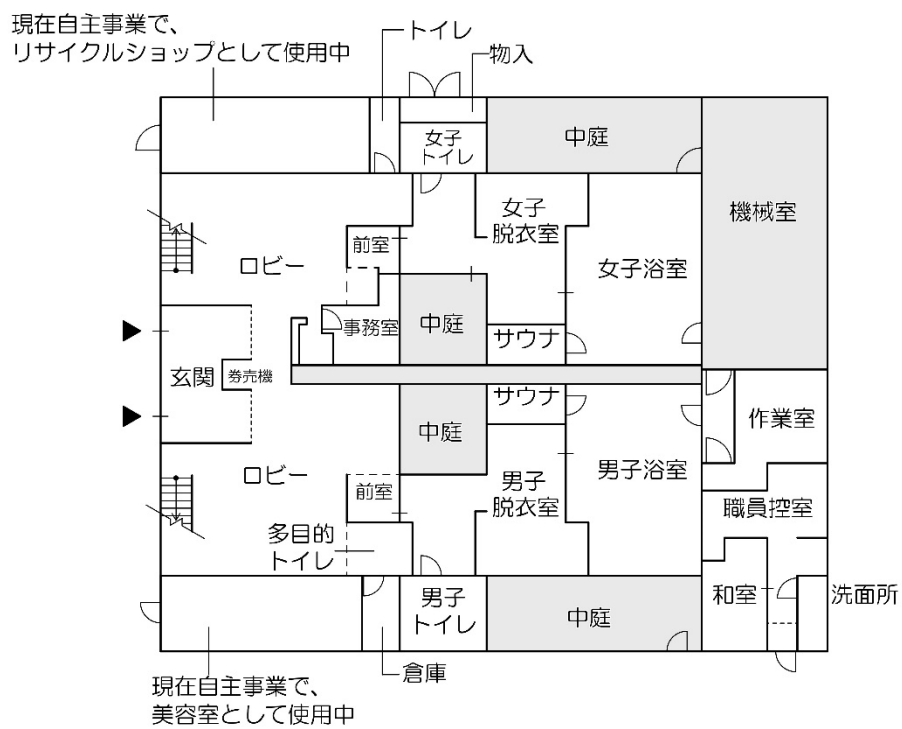 現在自主事業で、
リサイクルショップとして使用中
トイレ
物入
女子
トイレ
中庭
機械室
女子
脱衣室
前室
ロビー
女子浴室
事務室
中庭
サウナ
玄関
券売機
サウナ
中庭
作業室
ロビー
前室
男子
脱衣室
男子浴室
職員控室
多目的
トイレ
男子
トイレ
中庭
和室
洗面所
倉庫
現在自主事業で、
美容室として使用中